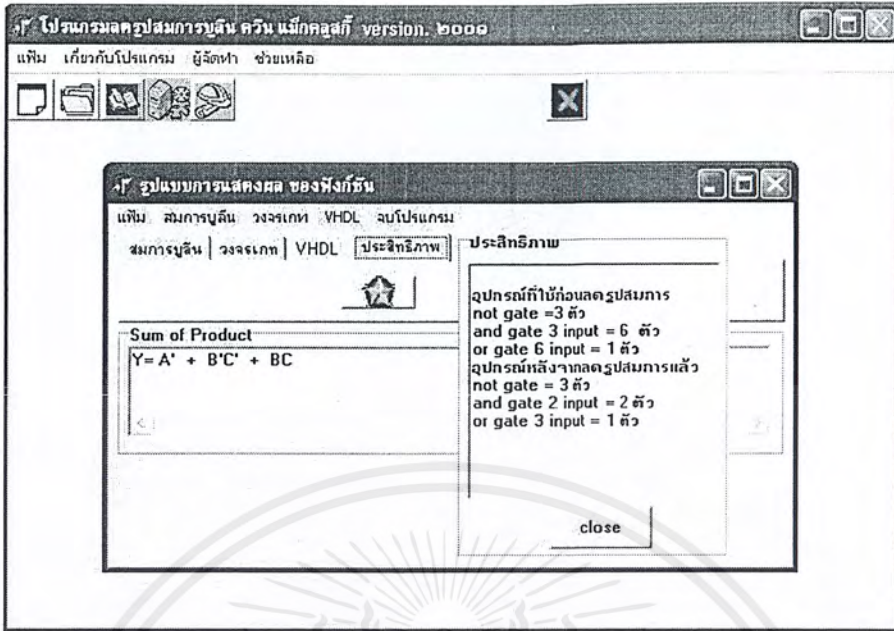 โปรแกรมลดรูปสมการบูลีน ควิน แม็กคลูสกี้ version. ๒๐๐๑
แฟ้ม เกี่ยวกับโปรแกรม ผู้จัดทำ ช่วยเหลือ
รูปแบบการแสดงผล ของฟังก์ชัน
แฟ้ม สมการบูลีน วงจรเกท VHDL จบโปรแกรม
สมการบูลีน วงจรเกท VHDL ประสิทธิภาพ
Sum of Product
Y= A' + B'C' + BC
ประสิทธิภาพ
อุปกรณ์ที่ใช้ก่อนลดรูปสมการ
not gate =3 ตัว
and gate 3 input = 6 ตัว
or gate 6 input = 1 ตัว
อุปกรณ์หลังจากลดรูปสมการแล้ว
not gate = 3 ตัว
and gate 2 input = 2 ตัว
or gate 3 input = 1 ตัว
close